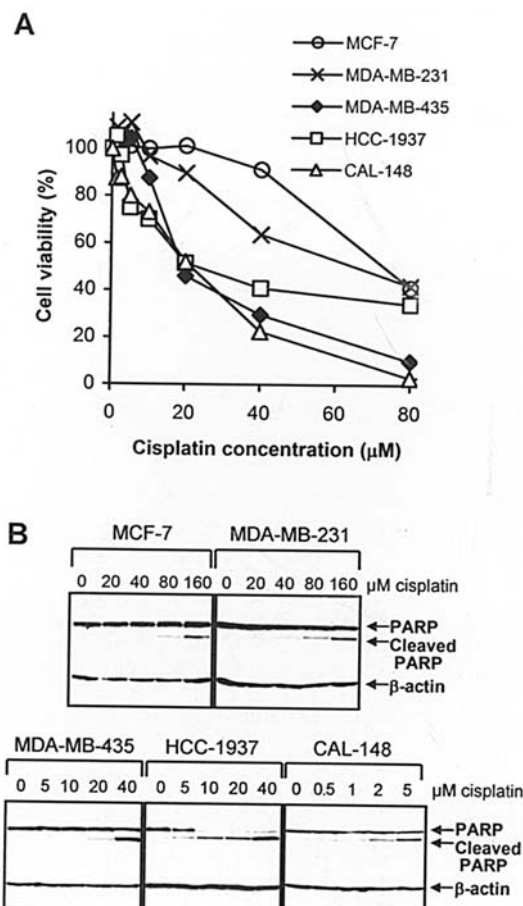 A
MCF-7
MDA-MB-231
MDA-MB-435
HCC-1937
CAL-148
Cell viability (%)
100
80
60
40
20
0
0 20 40 60 80
Cisplatin concentration (μM)
B
MCF-7 MDA-MB-231
0 20 40 80 160 0 20 40 80 160 μM cisplatin
PARP
Cleaved
PARP
β-actin
MDA-MB-435 HCC-1937 CAL-148
0 5 10 20 40 0 5 10 20 40 0 0.5 1 2 5 μM cisplatin
PARP
Cleaved
PARP
β-actin